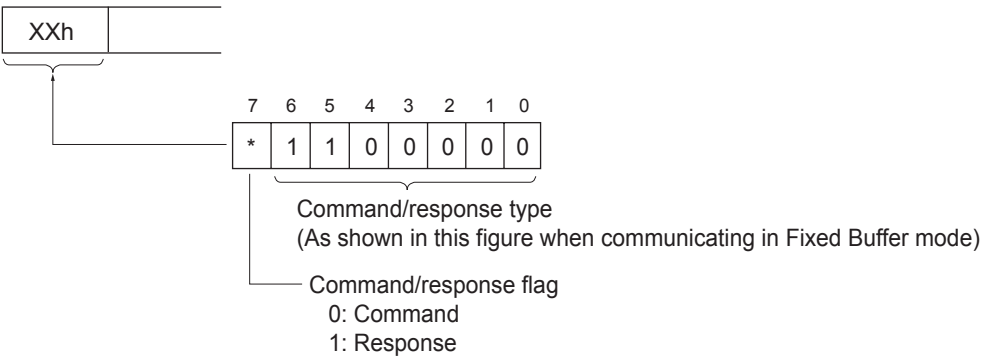 XXh
7 6 5 4 3 2 1 0
* 1 1 0 0 0 0 0
Command/response type
(As shown in this figure when communicating in Fixed Buffer mode)
Command/response flag
0: Command
1: Response